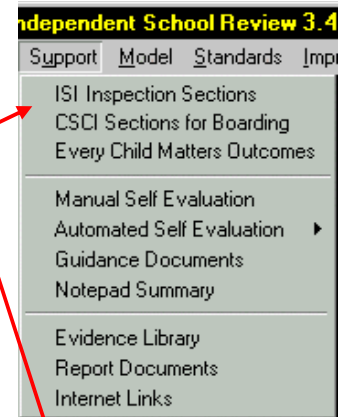 ndependent School Review 3.4
Support Model Standards Impr
ISI Inspection Sections
CSCI Sections for Boarding
Every Child Matters Outcomes
Manual Self Evaluation
Automated Self Evaluation
Guidance Documents
Notepad Summary
Evidence Library
Report Documents
Internet Links